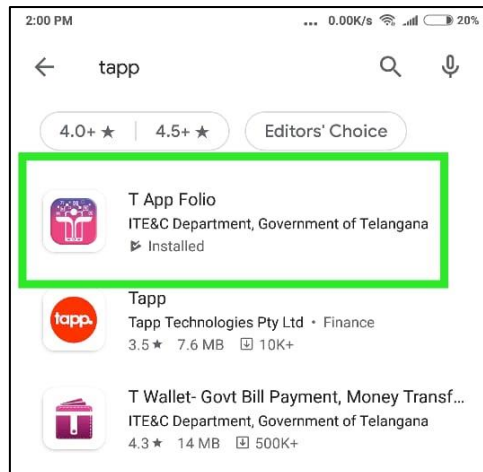 2:00 PM ... 0.00K/s 20%
tapp
4.0+ ★ 4.5+ ★ Editors' Choice
T App Folio
ITE&C Department, Government of Telangana
Installed
tapp.
Tapp
Tapp Technologies Pty Ltd • Finance
3.5 ★ 7.6 MB 10K+
T Wallet- Govt Bill Payment, Money Transf...
ITE&C Department, Government of Telangana
4.3 ★ 14 MB 500K+